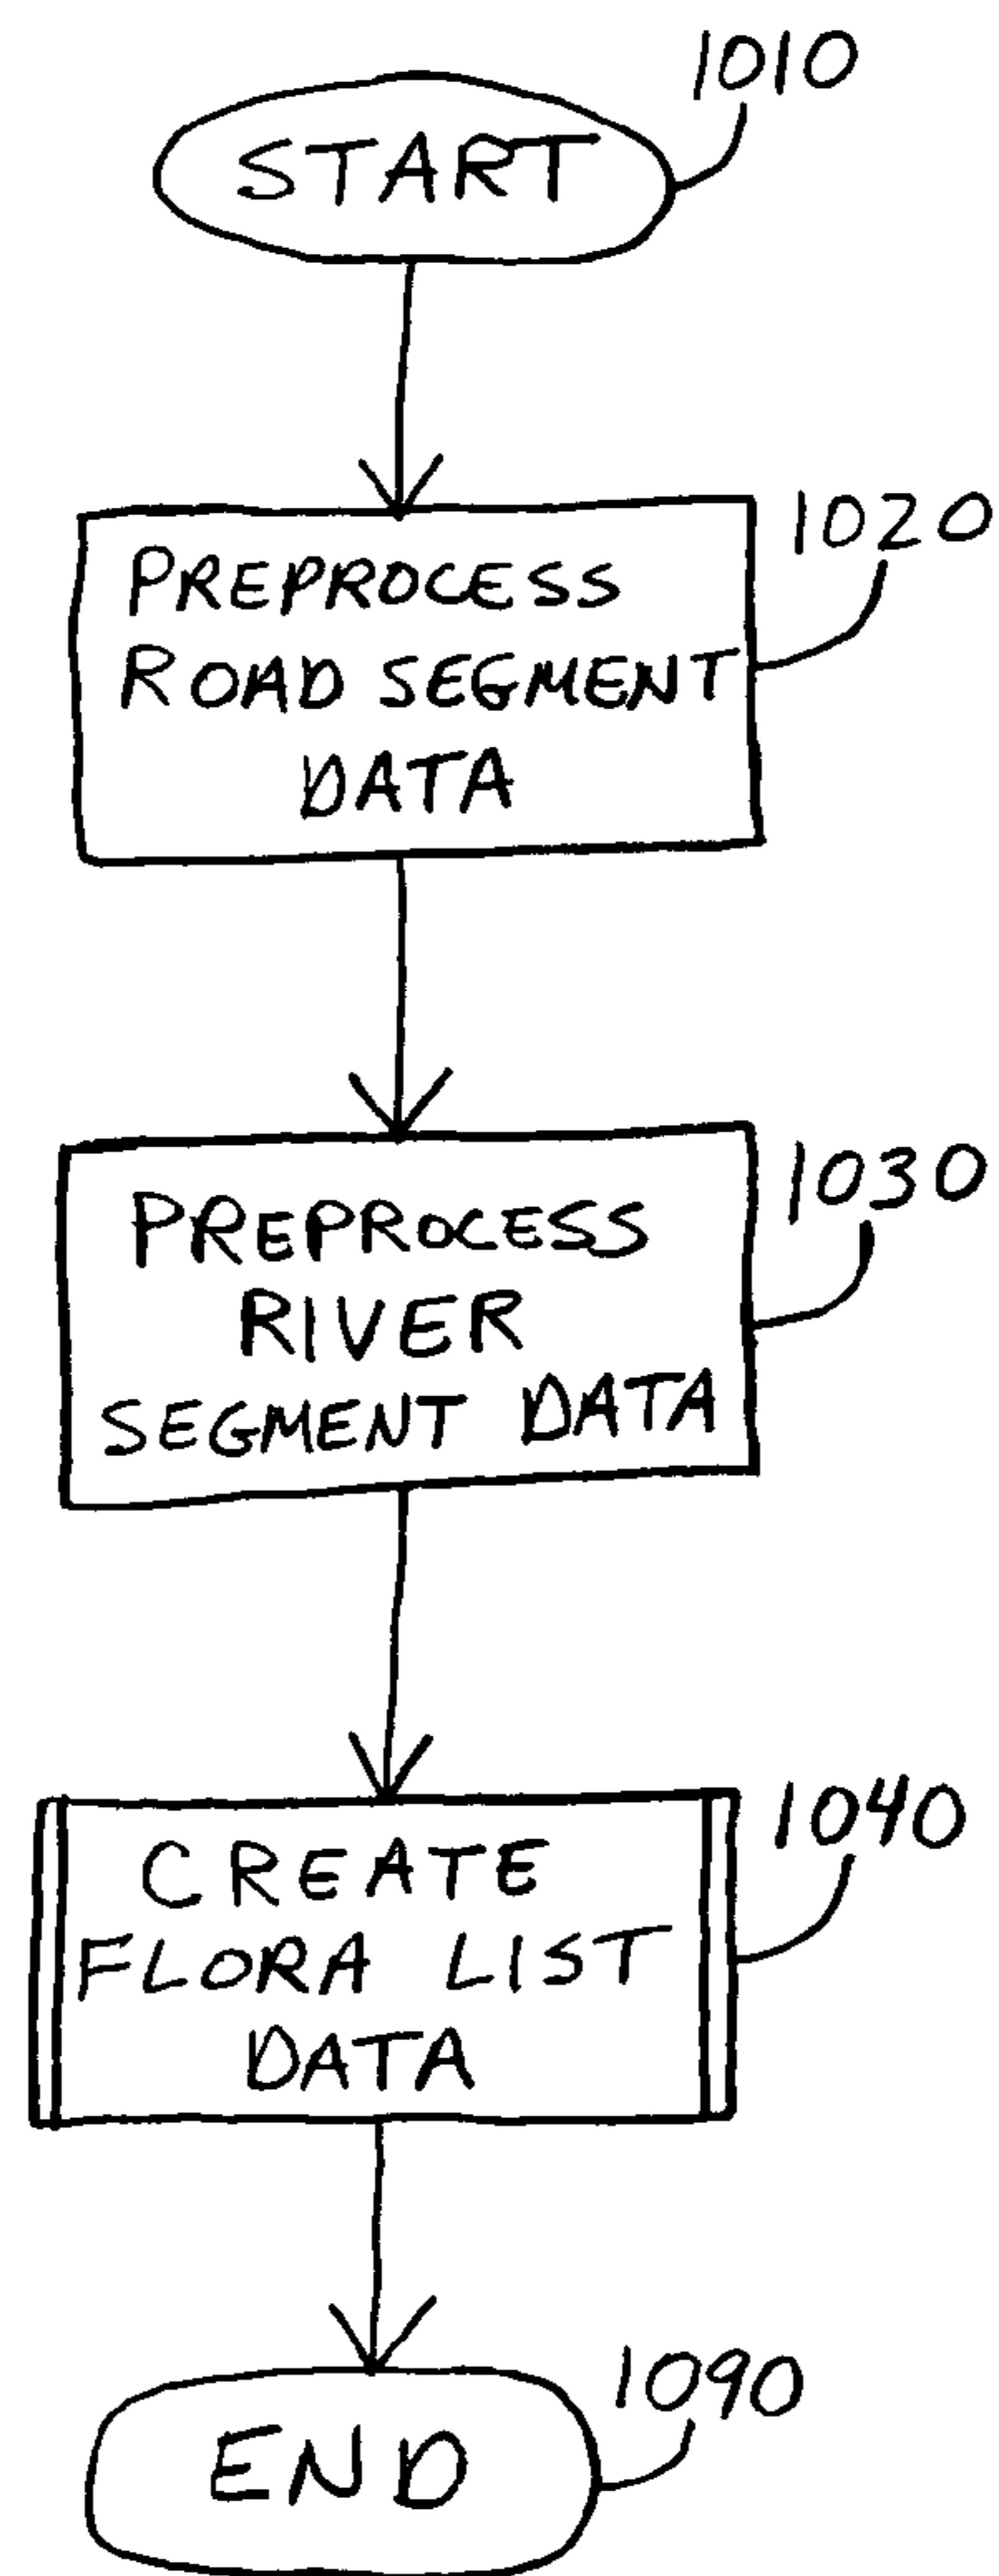 1010
START
1020
PREPROCESS
ROAD SEGMENT
DATA
1030
PREPROCESS
RIVER
SEGMENT DATA
1040
CREATE
FLORA LIST
DATA
1090
END